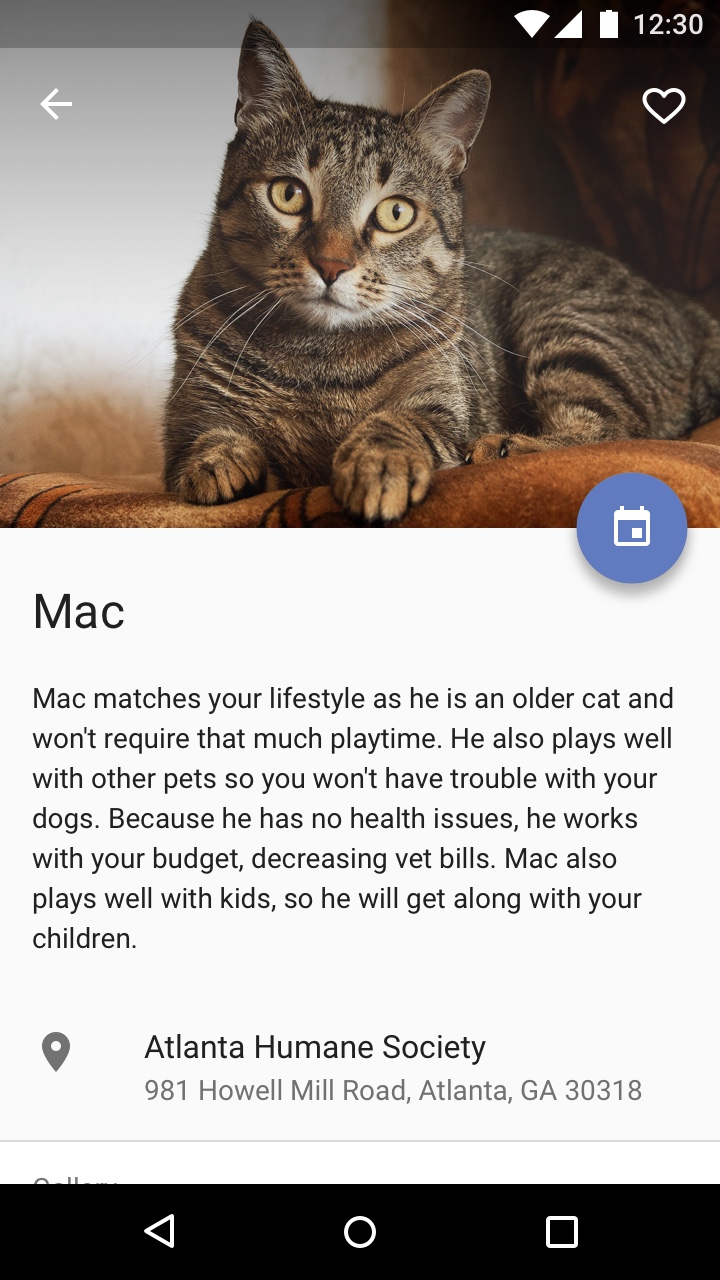 12:30
Mac
Mac matches your lifestyle as he is an older cat and
won't require that much playtime. He also plays well
with other pets so you won't have trouble with your
dogs. Because he has no health issues, he works
with your budget, decreasing vet bills. Mac also
plays well with kids, so he will get along with your
children.
Atlanta Humane Society
981 Howell Mill Road, Atlanta, GA 30318
Gallery